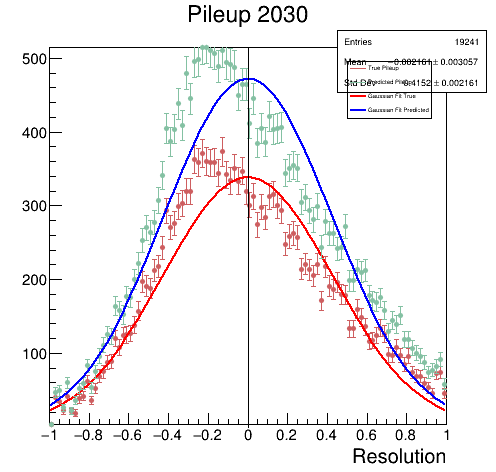 Pileup 2030
Entries 19241
Mean −0.002161 ± 0.003057
Std Dev 0.4152 ± 0.002161
True Pileup
Predicted Pileup
Gaussian Fit True
Gaussian Fit Predicted
500
400
300
200
100
−1 −0.8 −0.6 −0.4 −0.2 0 0.2 0.4 0.6 0.8 1
Resolution